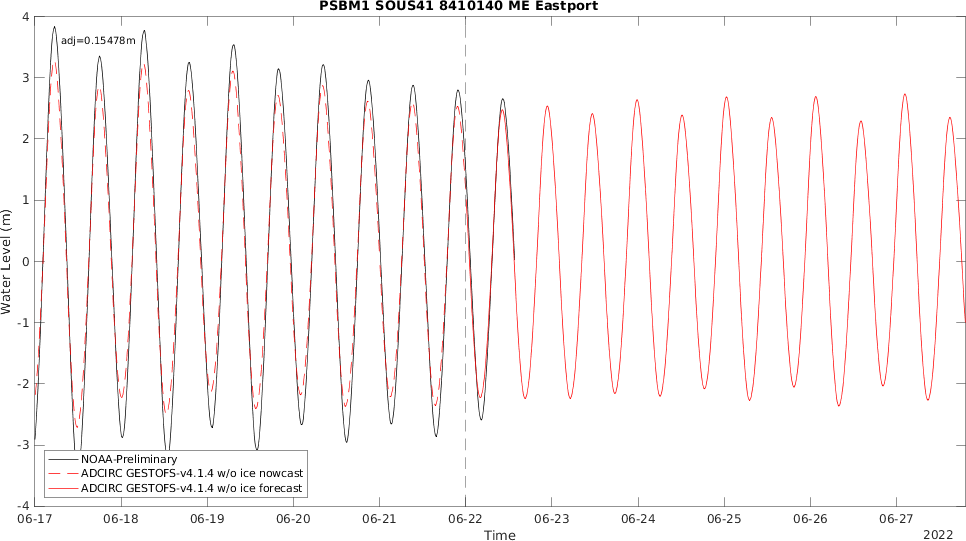 PSBM1 SOUS41 8410140 ME Eastport
adj=0.15478m
4
3
2
1
0
-1
-2
-3
-4
Water Level (m)
NOAA-Preliminary
ADCIRC GESTOFS-v4.1.4 w/o ice nowcast
ADCIRC GESTOFS-v4.1.4 w/o ice forecast
06-17 06-18 06-19 06-20 06-21 06-22 06-23 06-24 06-25 06-26 06-27
Time
2022